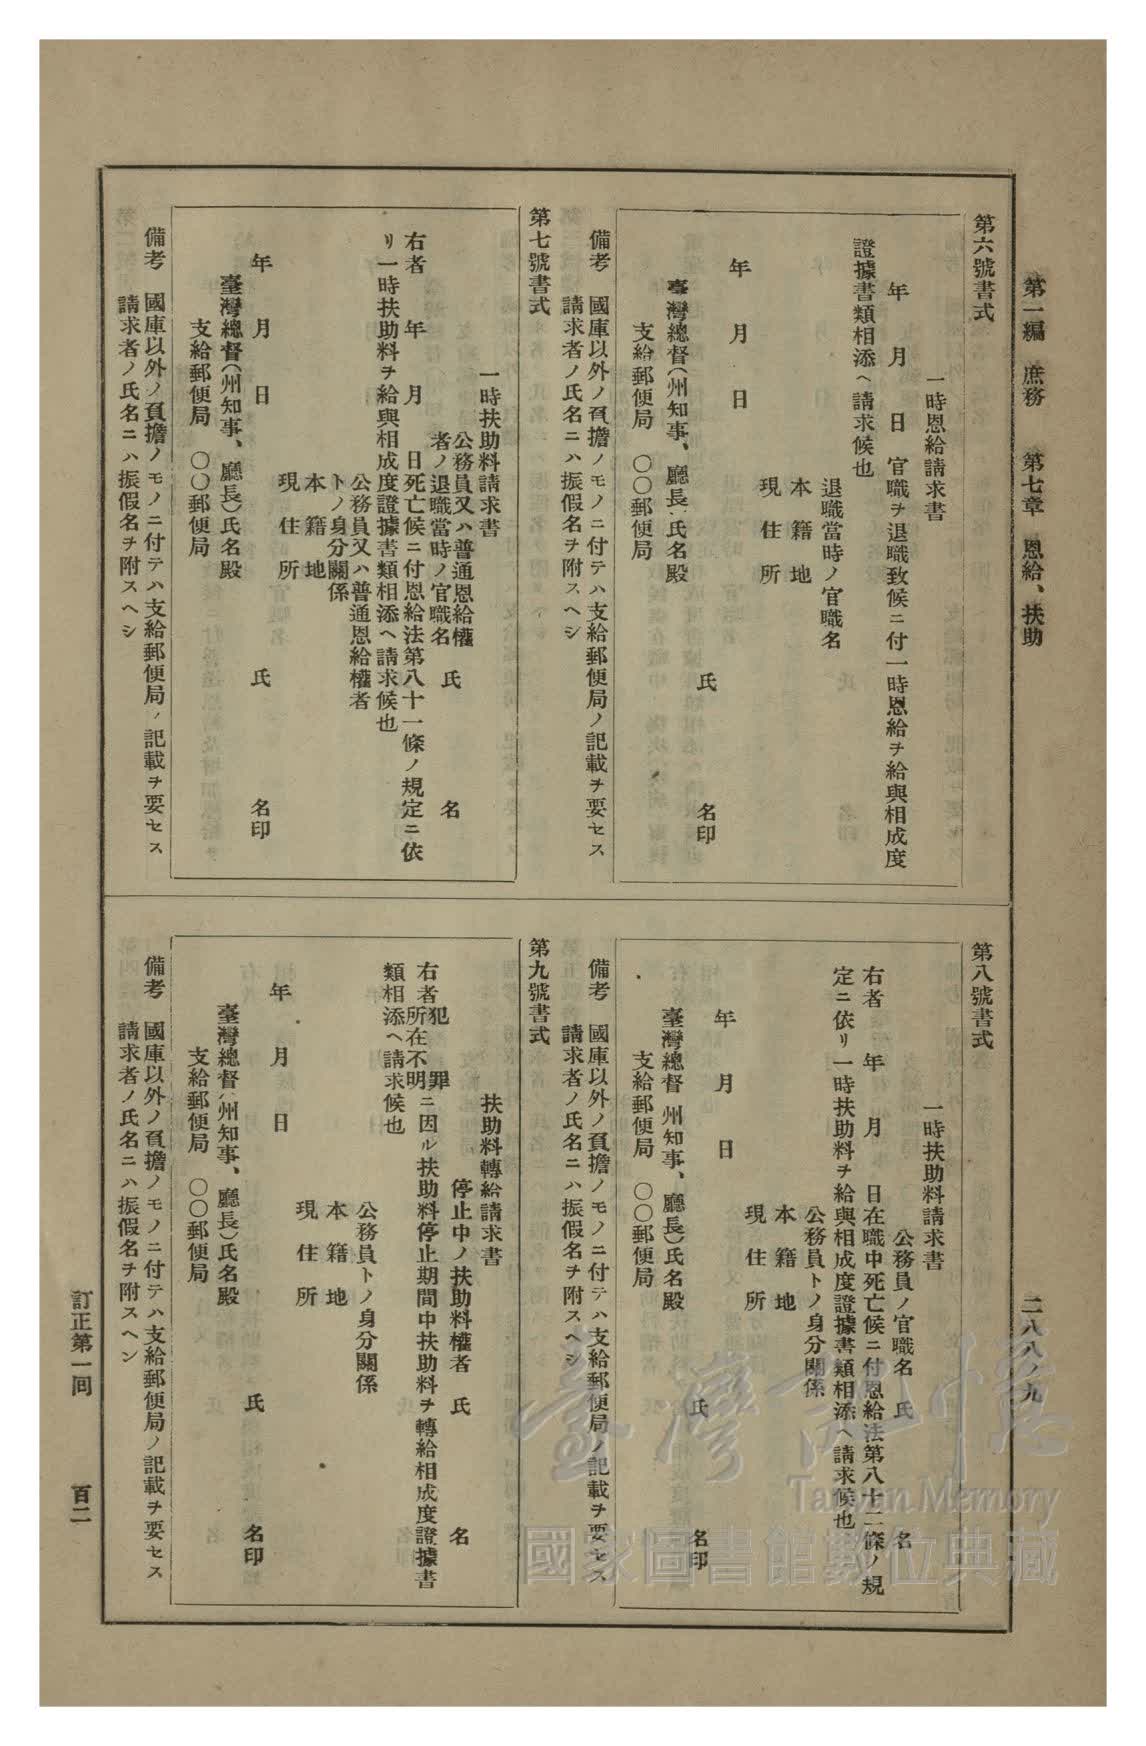 第一編　庶務　　第七章　恩給、扶助
二八八ノ九
第六號書式
一時恩給請求書
年　月　日　官職ヲ退職致候ニ付一時恩給ヲ給與相成度
證據書類相添ヘ請求候也
退職當時ノ官職名
本籍地
現住所
氏　名印
年　月　日
臺灣總督(州知事、廳長)氏名殿
支給郵便局　〇〇郵便局
備考　國庫以外ノ負擔ノモノニ付テハ支給郵便局ノ記載ヲ要セス
請求者ノ氏名ニハ振假名ヲ附スヘシ
第七號書式
一時扶助料請求書
公務員又ハ普通恩給權
者ノ退職當時ノ官職名　氏　名
右者　年　月　日死亡候ニ付恩給法第八十一條ノ規定ニ依
リ一時扶助料ヲ給與相成度證據書類相添ヘ請求候也
公務員又ハ普通恩給權者
トノ身分關係
本籍地
現住所
氏　名印
年　月　日
臺灣總督(州知事、廳長)氏名殿
支給郵便局　〇〇郵便局
備考　國庫以外ノ負擔ノモノニ付テハ支給郵便局ノ記載ヲ要セス
請求者ノ氏名ニハ振假名ヲ附スヘシ
第八號書式
一時扶助料請求書
公務員ノ官職名　氏　名
右者　年　月　日在職中死亡候ニ付恩給法第八十二條ノ規
定ニ依リ一時扶助料ヲ給與相成度證據書類相添ヘ請求候也
公務員トノ身分關係
本籍地
現住所
氏　名印
年　月　日
臺灣總督　州知事、廳長)氏名殿
支給郵便局　〇〇郵便局
備考　國庫以外ノ負擔ノモノニ付テハ支給郵便局ノ記載ヲ要セス
請求者ノ氏名ニハ振假名ヲ附スヘシ
第九號書式
扶助料轉給請求書
停止中ノ扶助料權者　氏　名
右者犯罪
所在不明ニ因ル扶助料停止期間中扶助料ヲ轉給相成度證據書
類相添ヘ請求候也
公務員トノ身分關係
本籍地
現住所
氏　名印
年　月　日
臺灣總督(州知事、廳長)氏名殿
支給郵便局　〇〇郵便局
備考　國庫以外ノ負擔ノモノニ付テハ支給郵便局ノ記載ヲ要セス
請求者ノ氏名ニハ振假名ヲ附スヘシ
訂正第一回　　百二
臺灣記憶
Taiwan Memory
國家圖書館數位典藏